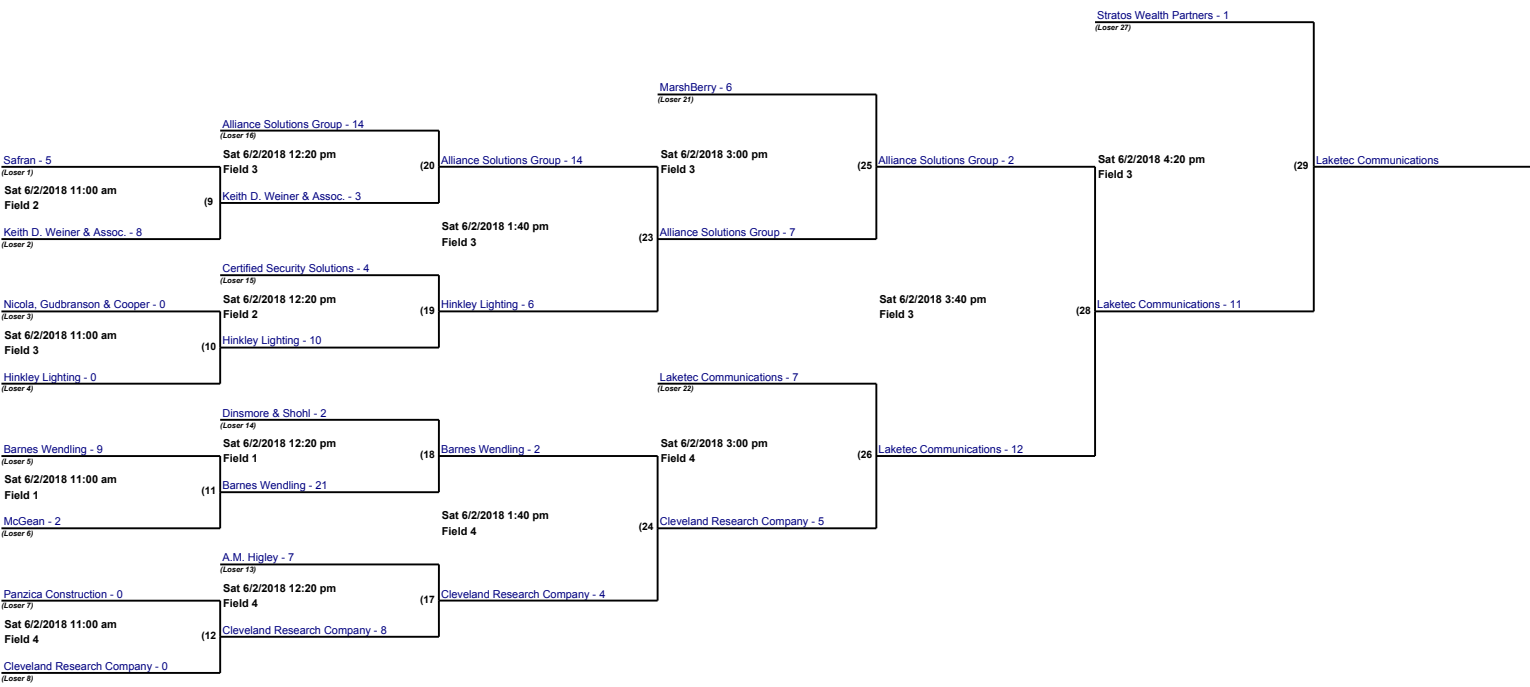 Stratos Wealth Partners - 1
(Loser 27)
MarshBerry - 6
(Loser 21)
Alliance Solutions Group - 14
(Loser 16)
Safran - 5
(Loser 1)
Sat 6/2/2018 12:20 pm
Field 3
(20
Alliance Solutions Group - 14
Sat 6/2/2018 3:00 pm
Field 3
(25
Alliance Solutions Group - 2
Sat 6/2/2018 4:20 pm
Field 3
(29
Laketec Communications
Sat 6/2/2018 11:00 am
Field 2
(9
Keith D. Weiner & Assoc. - 3
Keith D. Weiner & Assoc. - 8
(Loser 2)
Sat 6/2/2018 1:40 pm
Field 3
(23
Alliance Solutions Group - 7
Certified Security Solutions - 4
(Loser 15)
Nicola, Gudbranson & Cooper - 0
(Loser 3)
Sat 6/2/2018 12:20 pm
Field 2
(19
Hinkley Lighting - 6
Sat 6/2/2018 3:40 pm
Field 3
(28
Laketec Communications - 11
Sat 6/2/2018 11:00 am
Field 3
(10
Hinkley Lighting - 10
Hinkley Lighting - 0
(Loser 4)
Laketec Communications - 7
(Loser 22)
Dinsmore & Shohl - 2
(Loser 14)
Barnes Wendling - 9
(Loser 5)
Sat 6/2/2018 12:20 pm
Field 1
(18
Barnes Wendling - 2
Sat 6/2/2018 3:00 pm
Field 4
(26
Laketec Communications - 12
Sat 6/2/2018 11:00 am
Field 1
(11
Barnes Wendling - 21
McGean - 2
(Loser 6)
Sat 6/2/2018 1:40 pm
Field 4
(24
Cleveland Research Company - 5
A.M. Higley - 7
(Loser 13)
Panzica Construction - 0
(Loser 7)
Sat 6/2/2018 12:20 pm
Field 4
(17
Cleveland Research Company - 4
Sat 6/2/2018 11:00 am
Field 4
(12
Cleveland Research Company - 8
Cleveland Research Company - 0
(Loser 8)